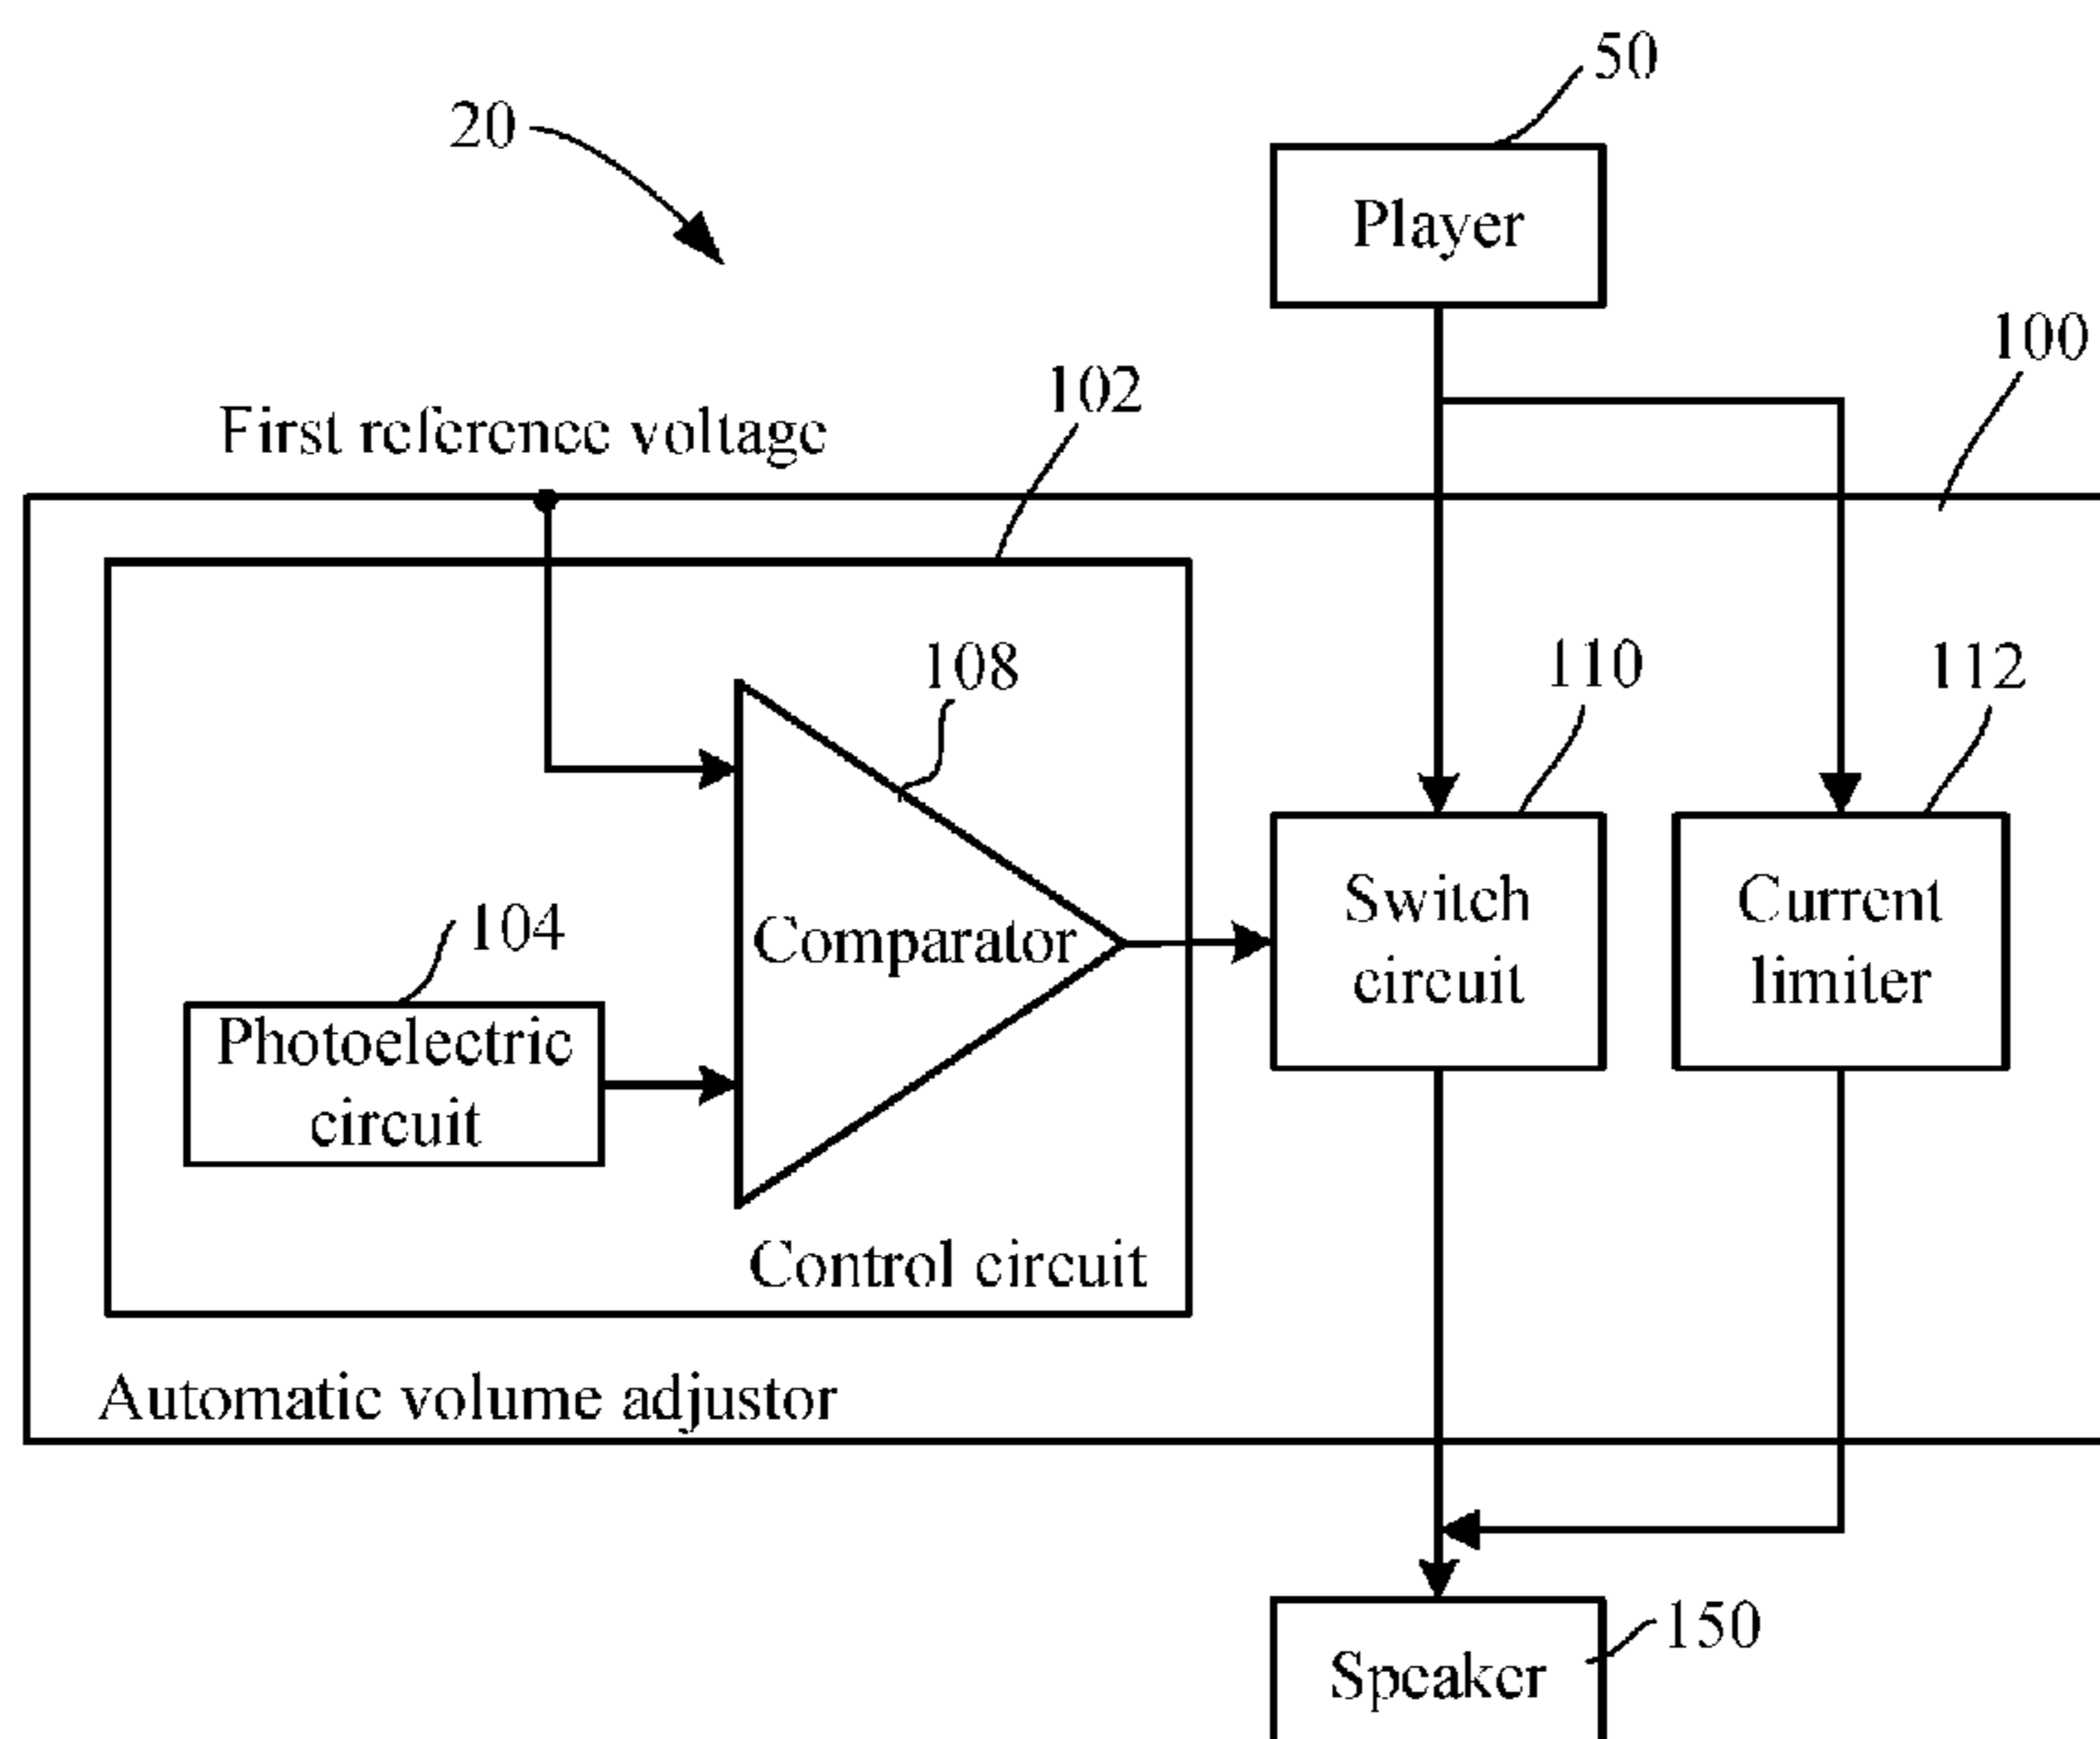 50
20
Player
100
102
First reference voltage
108
110
112
Switch
circuit
Current
limiter
104
Comparator
Photoelectric
circuit
Control circuit
Automatic volume adjustor
150
Speaker